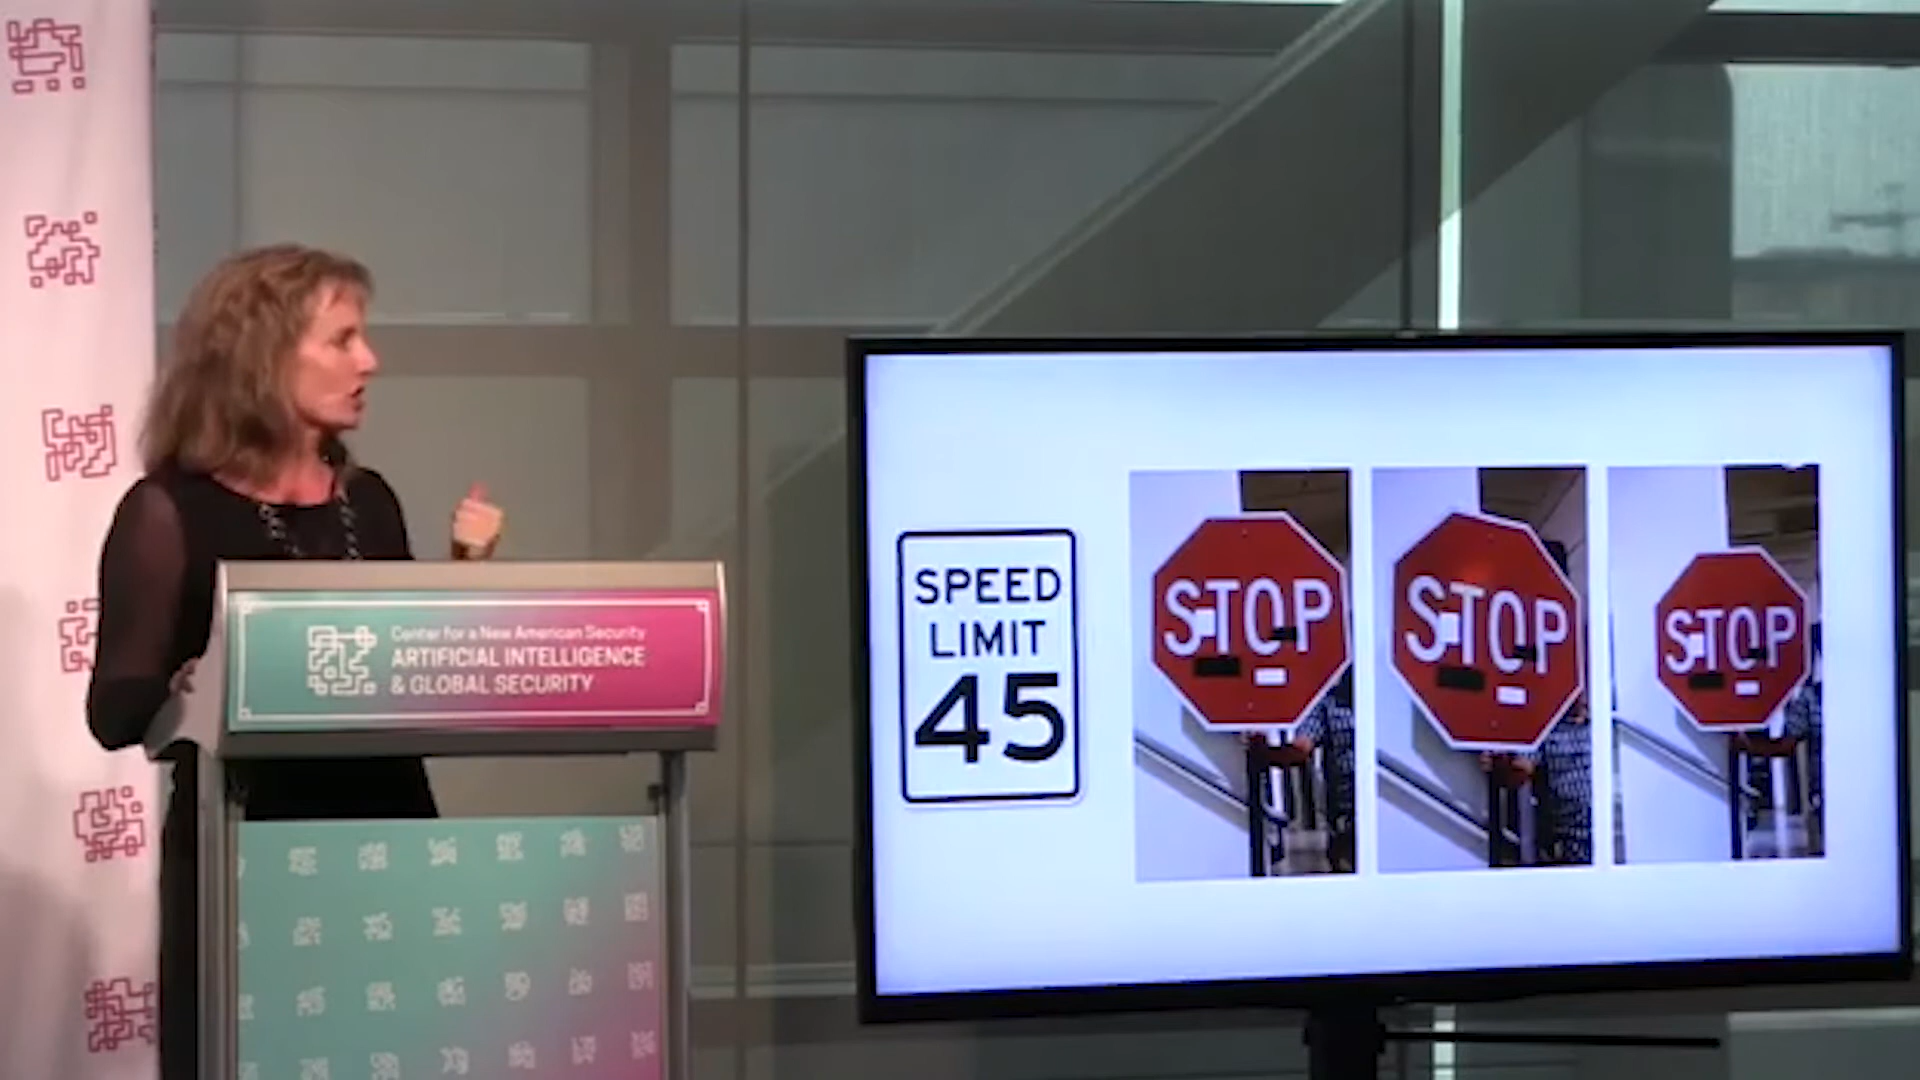 Center for a New American Security
ARTIFICIAL INTELLIGENCE
& GLOBAL SECURITY
SPEED
LIMIT
45
STOP
STOP
STOP